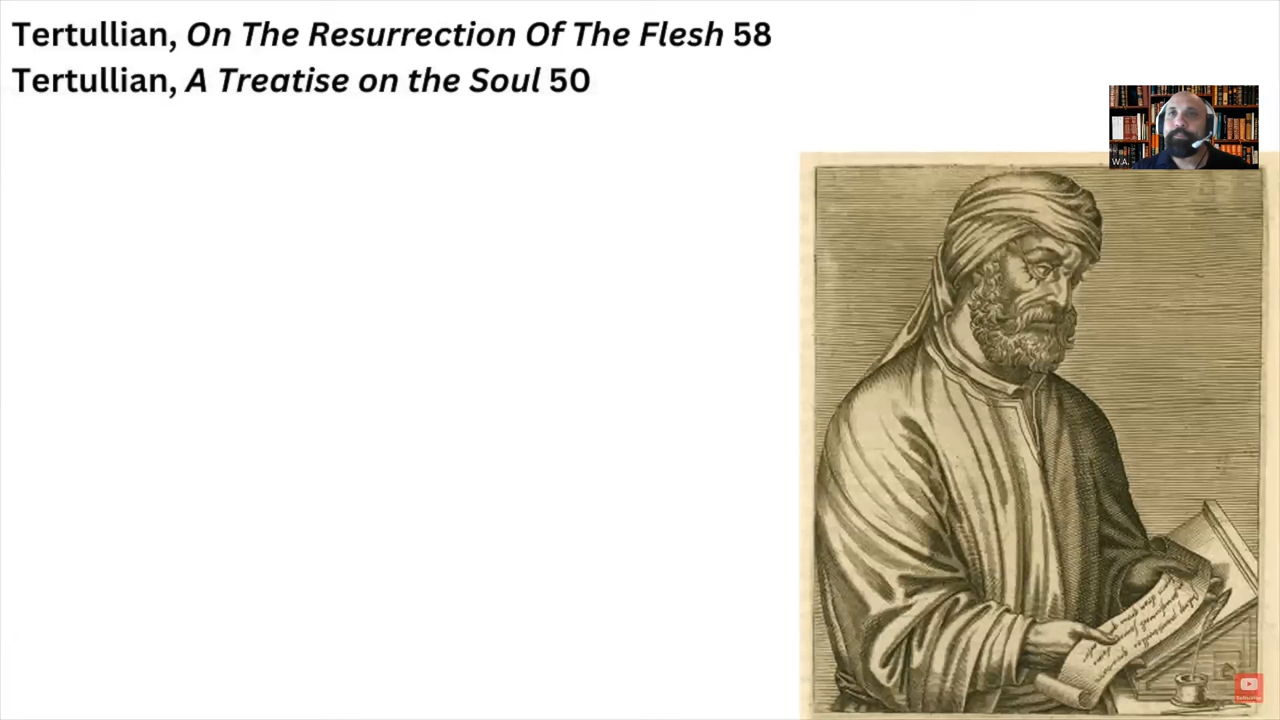 Tertullian, On The Resurrection Of The Flesh 58
Tertullian, A Treatise on the Soul 50
W.A.